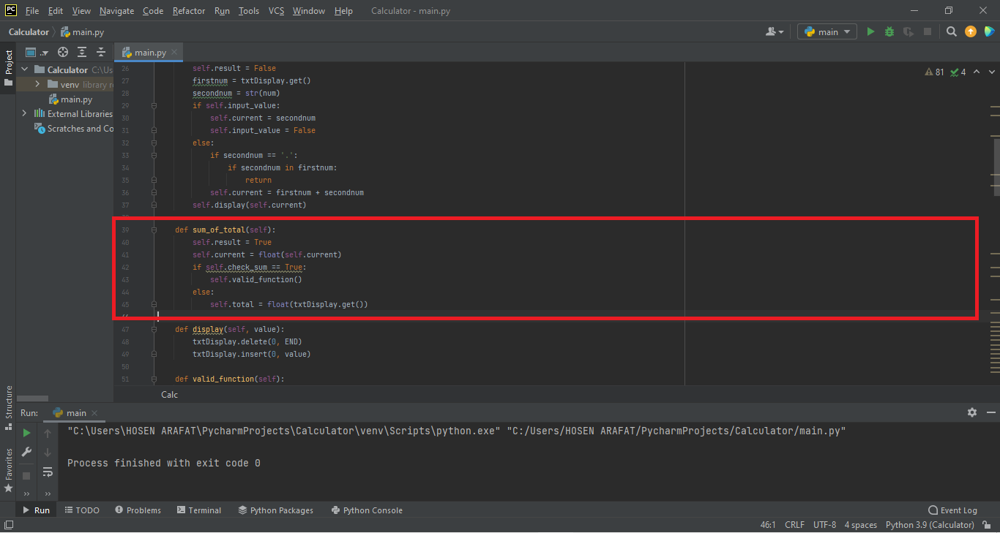 PC File Edit View Navigate Code Refactor Run Tools VCS Window Help Calculator - main.py
Calculator main.py main
Project main.py
Calculator C:\Us
venv library r
main.py
External Libraries
Scratches and Co
81 4
26 self.result = False
27 firstnum = txtDisplay.get()
28 secondnum = str(num)
29 if self.input_value:
30 self.current = secondnum
31 self.input_value = False
32 else:
33 if secondnum == '.':
34 if secondnum in firstnum:
35 return
36 self.current = firstnum + secondnum
37 self.display(self.current)
39 def sum_of_total(self):
40 self.result = True
41 self.current = float(self.current)
42 if self.check_sum == True:
43 self.valid_function()
44 else:
45 self.total = float(txtDisplay.get())
47 def display(self, value):
48 txtDisplay.delete(0, END)
49 txtDisplay.insert(0, value)
50
51 def valid_function(self):
Calc
Structure
Favorites
Run: main
"C:\Users\HOSEN ARAFAT\PycharmProjects\Calculator\venv\Scripts\python.exe" "C:/Users/HOSEN ARAFAT/PycharmProjects/Calculator/main.py"
Process finished with exit code 0
Run TODO Problems Terminal Python Packages Python Console Event Log
46:1 CRLF UTF-8 4 spaces Python 3.9 (Calculator)